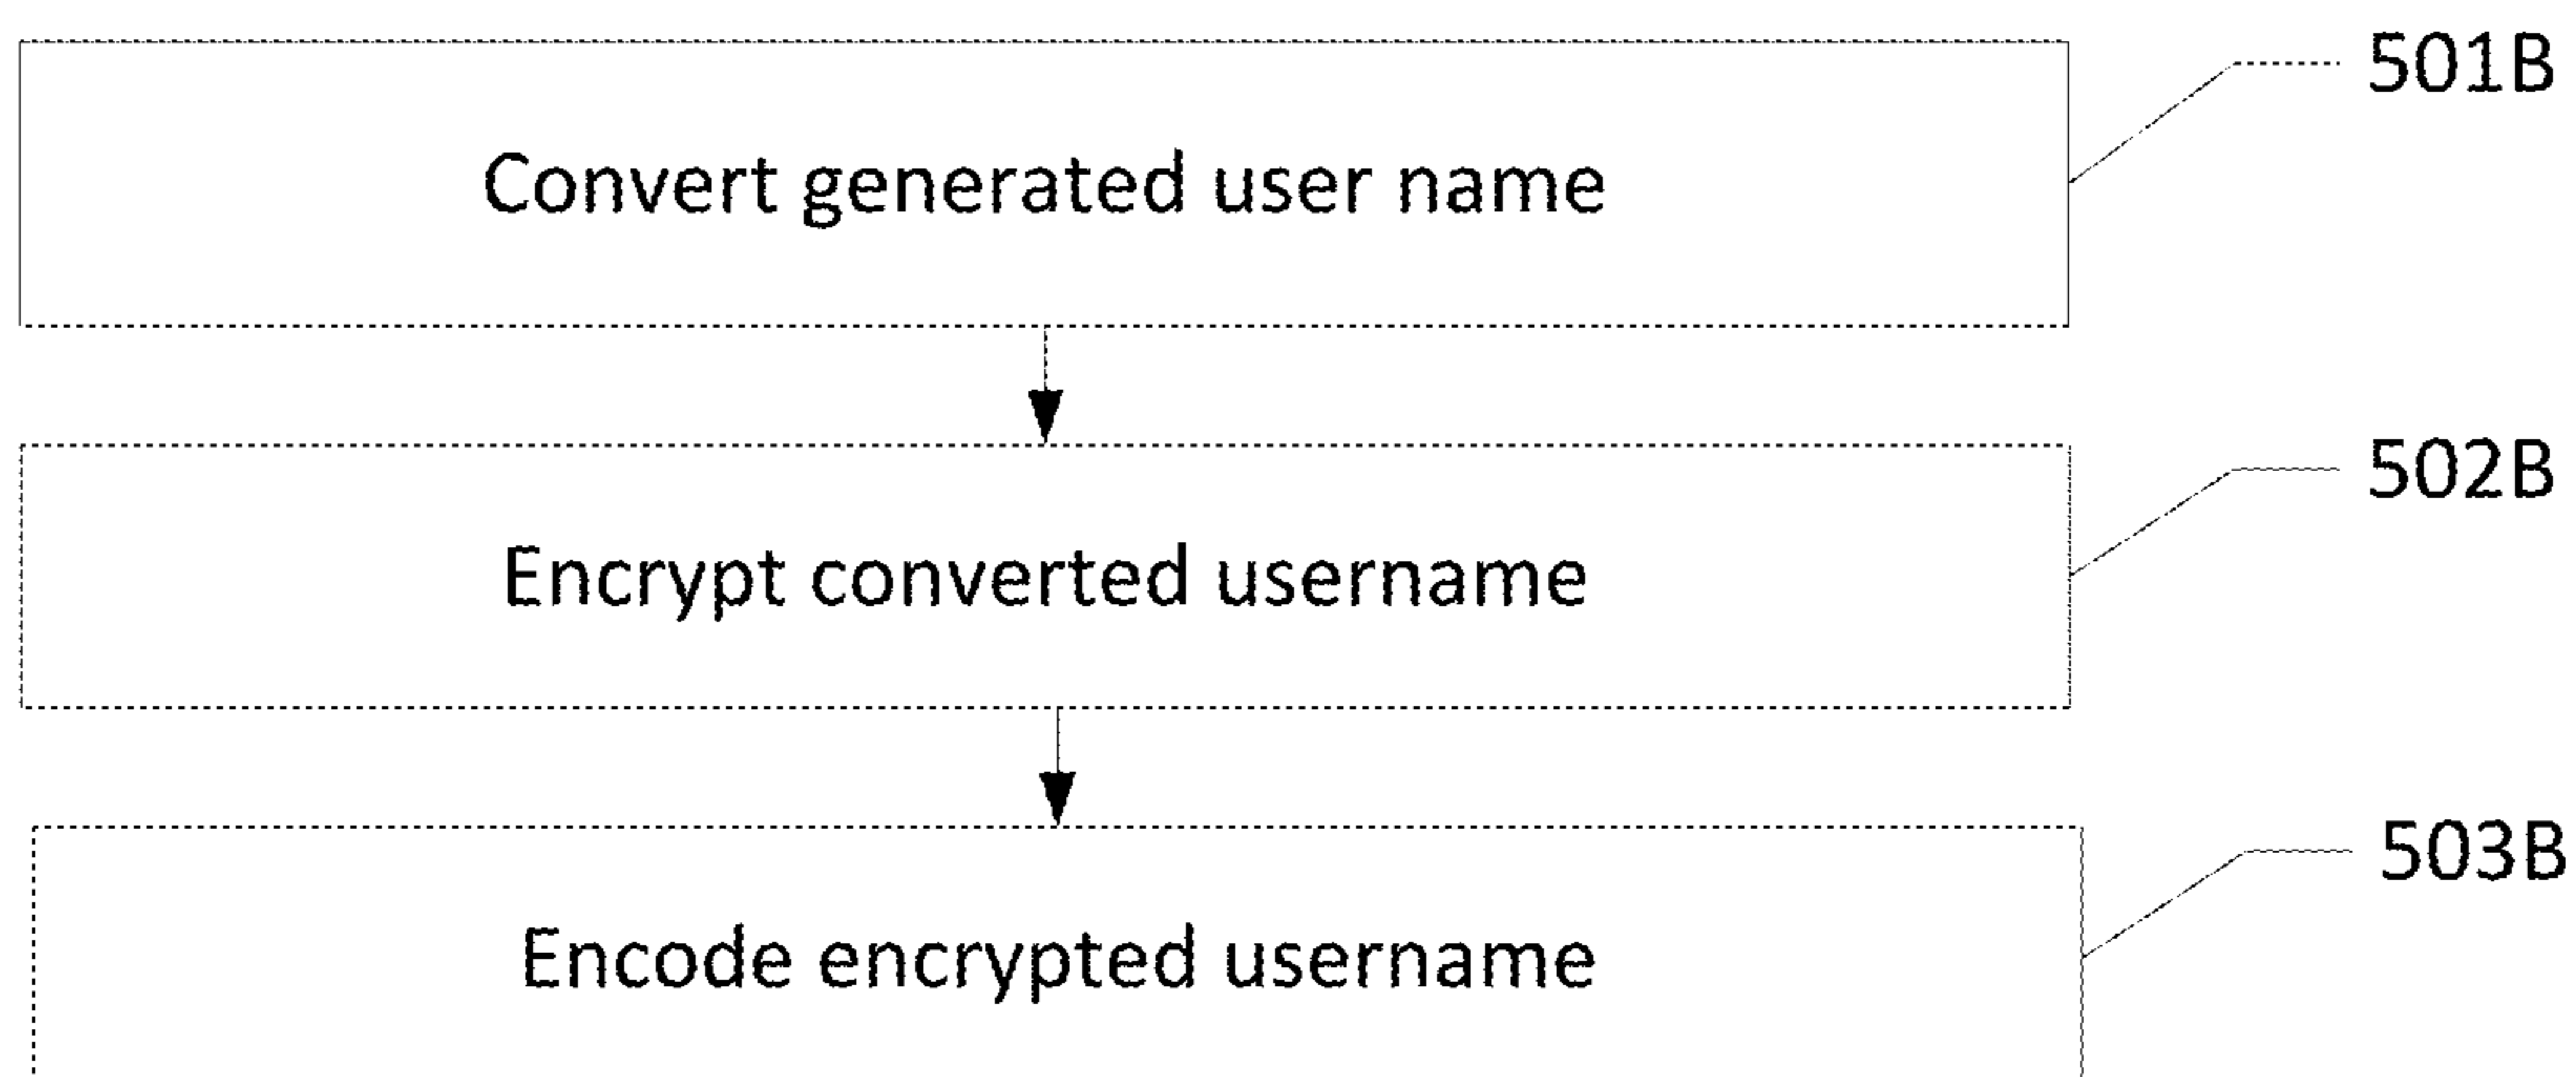 501B
Convert generated user name
502B
Encrypt converted username
503B
Encode encrypted username